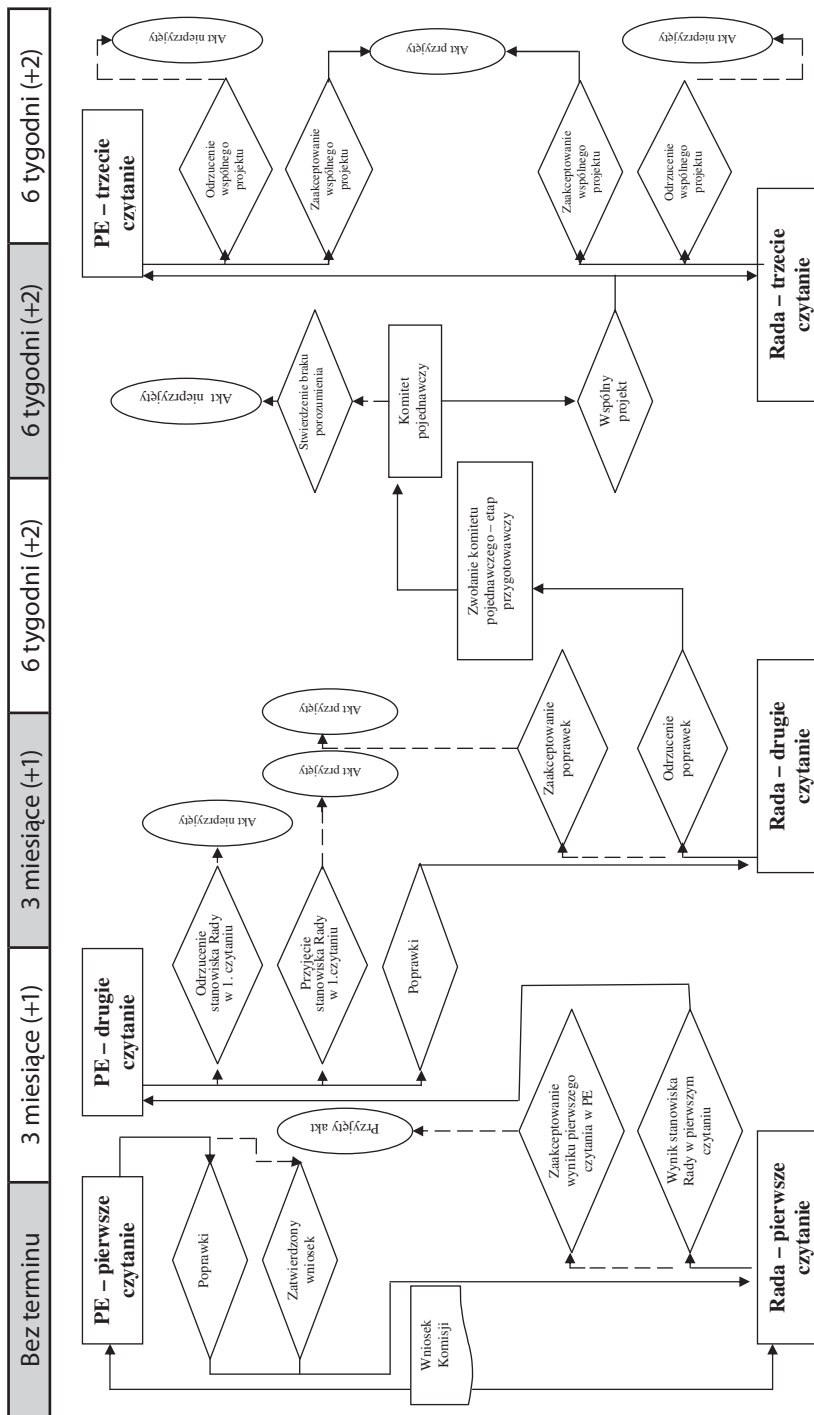 Bez terminu
3 miesiące (+1)
3 miesiące (+1)
6 tygodni (+2)
6 tygodni (+2)
6 tygodni (+2)
PE – pierwsze
czytanie
Poprawki
Zatwierdzony
wniosek
Wniosek
Komisji
Rada – pierwsze
czytanie
Przyjęty akt
Zaakceptowanie
wyniku pierwszego
czytania w PE
Wynik stanowiska
Rady w pierwszym
czytaniu
PE – drugie
czytanie
Odrzucenie
stanowiska Rady
w 1. czytaniu
Akt nieprzyjęty
Przyjęcie
stanowiska Rady
w 1.czytaniu
Akt przyjęty
Poprawki
Rada – drugie
czytanie
Akt przyjęty
Zaakceptowanie
poprawek
Odrzucenie
poprawek
Zwołanie komitetu
pojednawczego – etap
przygotowawczy
Akt nieprzyjęty
Stwierdzenie braku
porozumienia
Komitet
pojednawczy
Wspólny
projekt
PE – trzecie
czytanie
Odrzucenie
wspólnego
projektu
Akt nieprzyjęty
Zaakceptowanie
wspólnego
projektu
Akt przyjęty
Zaakceptowanie
wspólnego
projektu
Odrzucenie
wspólnego
projektu
Akt nieprzyjęty
Rada – trzecie
czytanie